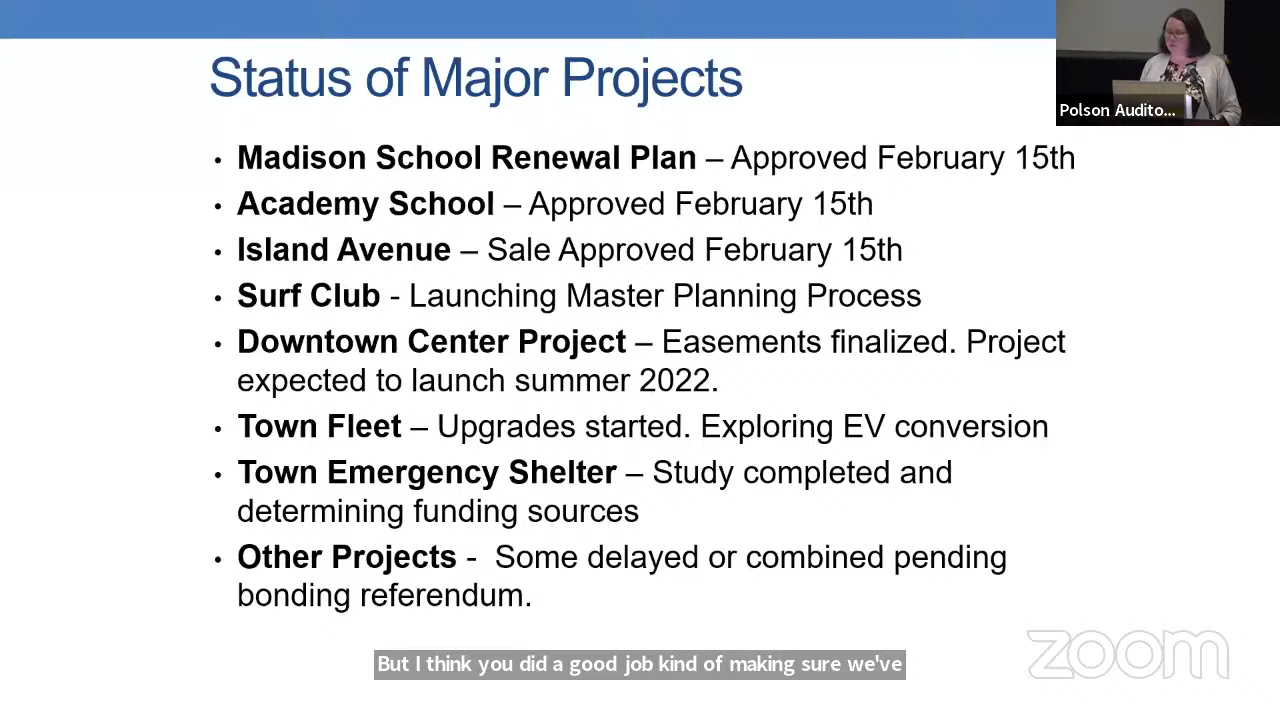 Status of Major Projects
Polson Audito...
• Madison School Renewal Plan – Approved February 15th
• Academy School – Approved February 15th
• Island Avenue – Sale Approved February 15th
• Surf Club - Launching Master Planning Process
• Downtown Center Project – Easements finalized. Project
expected to launch summer 2022.
• Town Fleet – Upgrades started. Exploring EV conversion
• Town Emergency Shelter – Study completed and
determining funding sources
• Other Projects - Some delayed or combined pending
bonding referendum.
But I think you did a good job kind of making sure we've
zoom